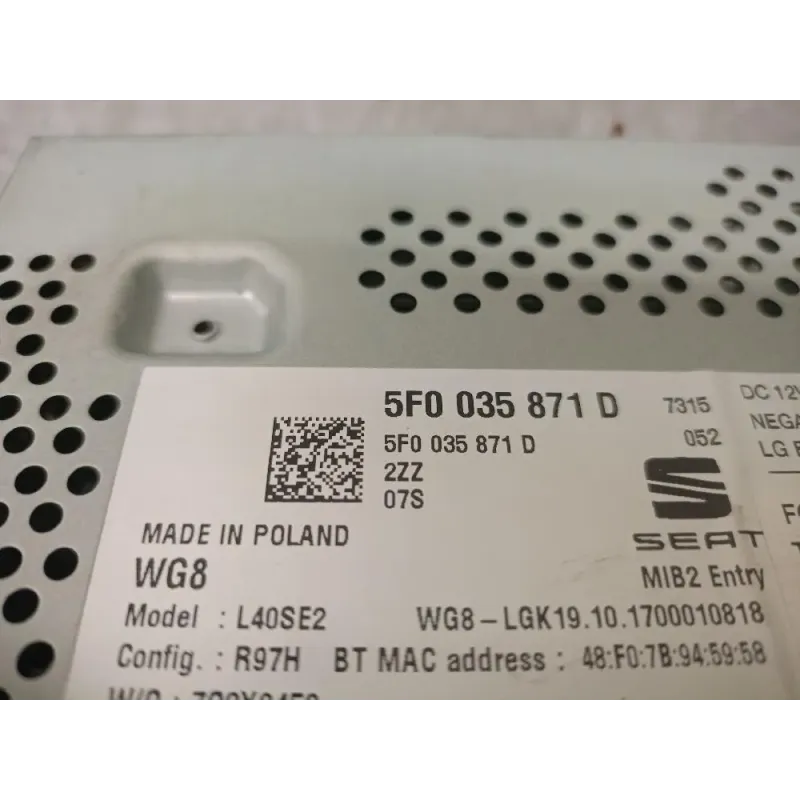 5F0 035 871 D 7315 DC 12V
5F0 035 871 D 052
2ZZ LG
07S
MADE IN POLAND SEAT
WG8 MIB2 Entry
Model : L40SE2 WG8-LGK19.10.1700010818
Config. : R97H BT MAC address : 48:F0:7B:94:59:58